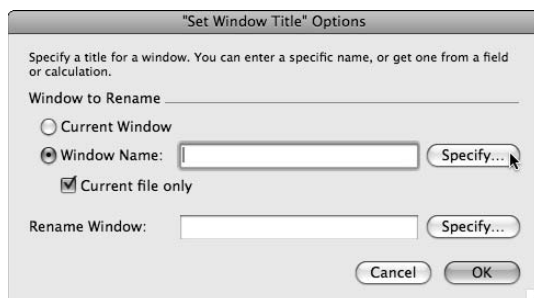 "Set Window Title" Options
Specify a title for a window. You can enter a specific name, or get one from a field
or calculation.
Window to Rename
Current Window
Window Name: Specify...
Current file only
Rename Window: Specify...
Cancel OK